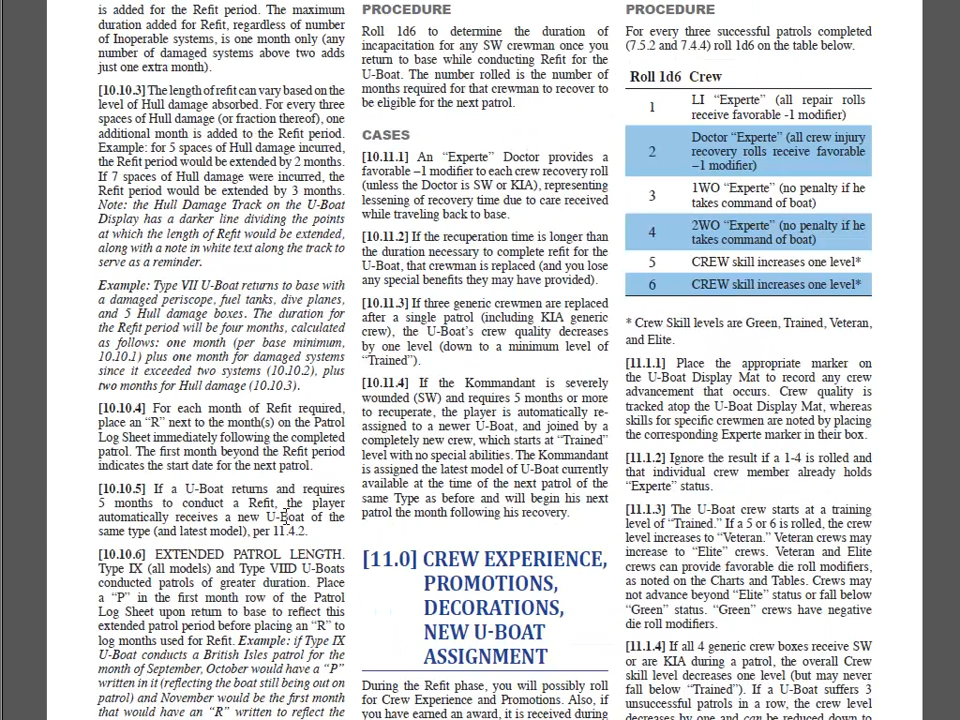 is added for the Refit period. The maximum
duration added for Refit, regardless of number
of Inoperable systems, is one month only (any
number of damaged systems above two adds
just one extra month).
[10.10.3] The length of refit can vary based on the
level of Hull damage absorbed. For every three
spaces of Hull damage (or fraction thereof), one
additional month is added to the Refit period.
Example: for 5 spaces of Hull damage incurred,
the Refit period would be extended by 2 months.
If 7 spaces of Hull damage were incurred, the
Refit period would be extended by 3 months.
Note: the Hull Damage Track on the U-Boat
Display has a darker line dividing the points
at which the length of Refit would be extended,
along with a note in white text along the track to
serve as a reminder.
Example: Type VII U-Boat returns to base with
a damaged periscope, fuel tanks, dive planes,
and 5 Hull damage boxes. The duration for
the Refit period will be four months, calculated
as follows: one month (per base minimum,
10.10.1) plus one month for damaged systems
since it exceeded two systems (10.10.2), plus
two months for Hull damage (10.10.3).
[10.10.4] For each month of Refit required,
place an “R” next to the month(s) on the Patrol
Log Sheet immediately following the completed
patrol. The first month beyond the Refit period
indicates the start date for the next patrol.
[10.10.5] If a U-Boat returns and requires
5 months to conduct a Refit, the player
automatically receives a new U-Boat of the
same type (and latest model), per 11.4.2.
[10.10.6] EXTENDED PATROL LENGTH.
Type IX (all models) and Type VIID U-Boats
conducted patrols of greater duration. Place
a “P” in the first month row of the Patrol
Log Sheet upon return to base to reflect this
extended patrol period before placing an “R” to
log months used for Refit. Example: if Type IX
U-Boat conducts a British Isles patrol for the
month of September, October would have a “P”
written in it (reflecting the boat still being out on
patrol) and November would be the first month
that would have an “R” written to reflect the
PROCEDURE
Roll 1d6 to determine the duration of
incapacitation for any SW crewman once you
return to base while conducting Refit for the
U-Boat. The number rolled is the number of
months required for that crewman to recover to
be eligible for the next patrol.
CASES
[10.11.1] An “Experte” Doctor provides a
favorable –1 modifier to each crew recovery roll
(unless the Doctor is SW or KIA), representing
lessening of recovery time due to care received
while traveling back to base.
[10.11.2] If the recuperation time is longer than
the duration necessary to complete refit for the
U-Boat, that crewman is replaced (and you lose
any special benefits they may have provided).
[10.11.3] If three generic crewmen are replaced
after a single patrol (including KIA generic
crew), the U-Boat’s crew quality decreases
by one level (down to a minimum level of
“Trained”).
[10.11.4] If the Kommandant is severely
wounded (SW) and requires 5 months or more
to recuperate, the player is automatically re-
assigned to a newer U-Boat, and joined by a
completely new crew, which starts at “Trained”
level with no special abilities. The Kommandant
is assigned the latest model of U-Boat currently
available at the time of the next patrol of the
same Type as before and will begin his next
patrol the month following his recovery.
[11.0] CREW EXPERIENCE,
PROMOTIONS,
DECORATIONS,
NEW U-BOAT
ASSIGNMENT
During the Refit phase, you will possibly roll
for Crew Experience and Promotions. Also, if
you have earned an award, it is received during
PROCEDURE
For every three successful patrols completed
(7.5.2 and 7.4.4) roll 1d6 on the table below.
Roll 1d6 Crew
1 LI “Experte” (all repair rolls
receive favorable -1 modifier)
2 Doctor “Experte” (all crew injury
recovery rolls receive favorable
–1 modifier)
3 1WO “Experte” (no penalty if he
takes command of boat)
4 2WO “Experte” (no penalty if he
takes command of boat)
5 CREW skill increases one level*
6 CREW skill increases one level*
* Crew Skill levels are Green, Trained, Veteran,
and Elite.
[11.1.1] Place the appropriate marker on
the U-Boat Display Mat to record any crew
advancement that occurs. Crew quality is
tracked atop the U-Boat Display Mat, whereas
skills for specific crewmen are noted by placing
the corresponding Experte marker in their box.
[11.1.2] Ignore the result if a 1-4 is rolled and
that individual crew member already holds
“Experte” status.
[11.1.3] The U-Boat crew starts at a training
level of “Trained.” If a 5 or 6 is rolled, the crew
level increases to “Veteran.” Veteran crews may
increase to “Elite” crews. Veteran and Elite
crews can provide favorable die roll modifiers,
as noted on the Charts and Tables. Crews may
not advance beyond “Elite” status or fall below
“Green” status. “Green” crews have negative
die roll modifiers.
[11.1.4] If all 4 generic crew boxes receive SW
or are KIA during a patrol, the overall Crew
skill level decreases one level (but may never
fall below “Trained”). If a U-Boat suffers 3
unsuccessful patrols in a row, the crew level
decreases by one and can be reduced down to